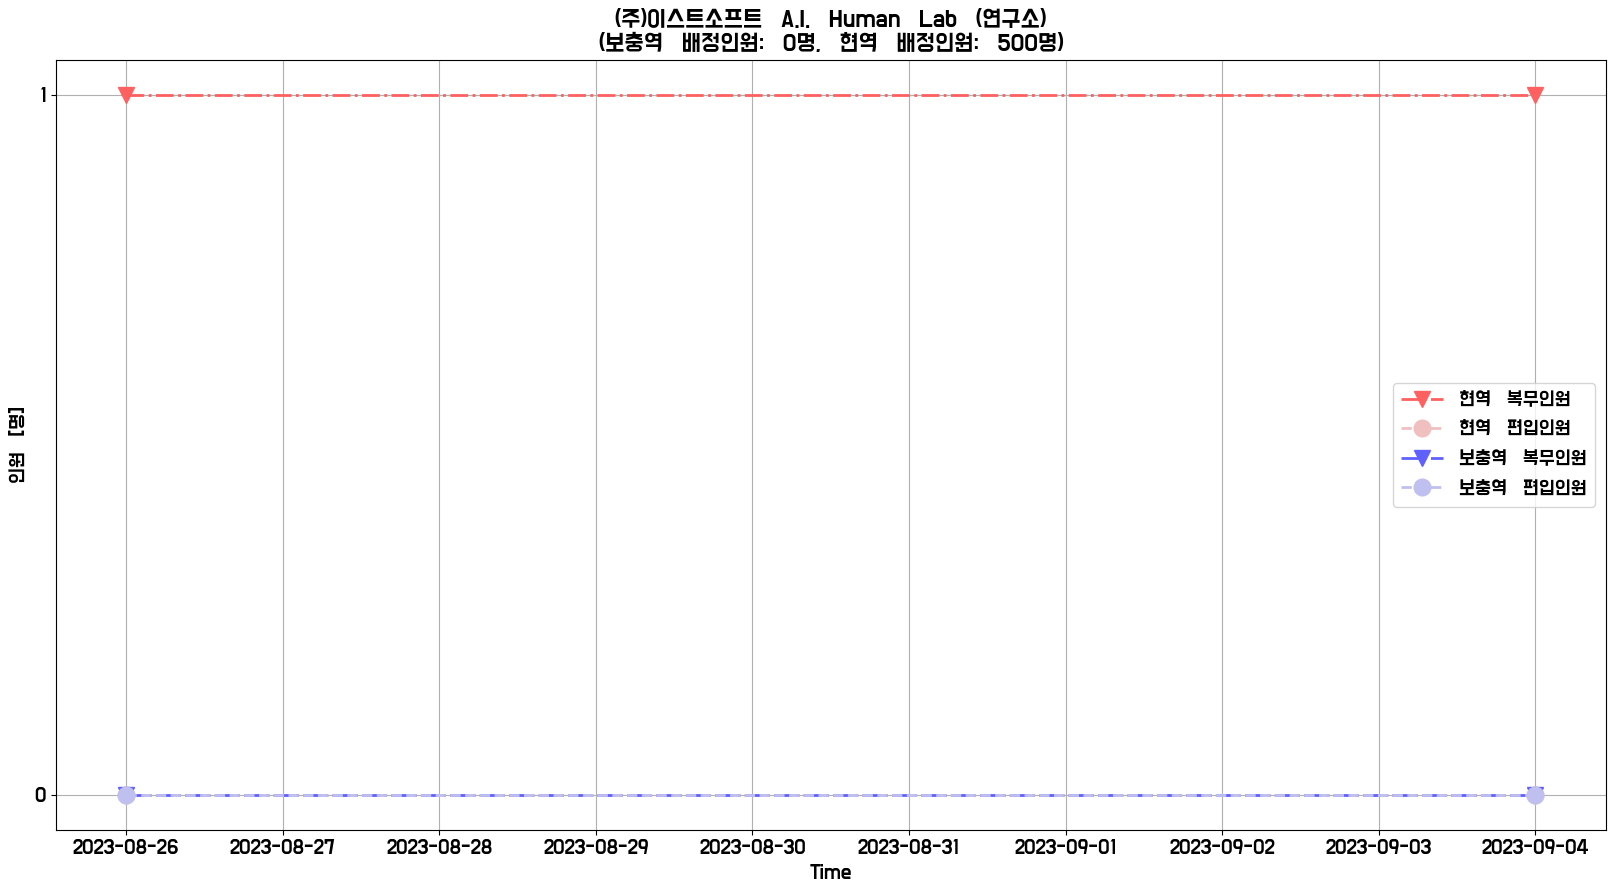 (주)이스트소프트 A.I. Human Lab (연구소)
(보충역 배정인원: 0명, 현역 배정인원: 500명)
1
0
인원 [명]
현역 복무인원
현역 편입인원
보충역 복무인원
보충역 편입인원
2023-08-26 2023-08-27 2023-08-28 2023-08-29 2023-08-30 2023-08-31 2023-09-01 2023-09-02 2023-09-03 2023-09-04
Time